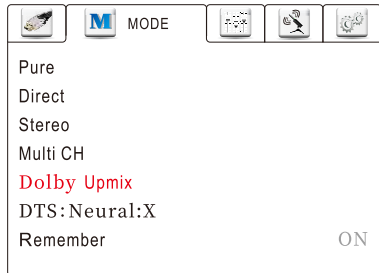 M MODE
Pure
Direct
Stereo
Multi CH
Dolby Upmix
DTS:Neural:X
Remember ON